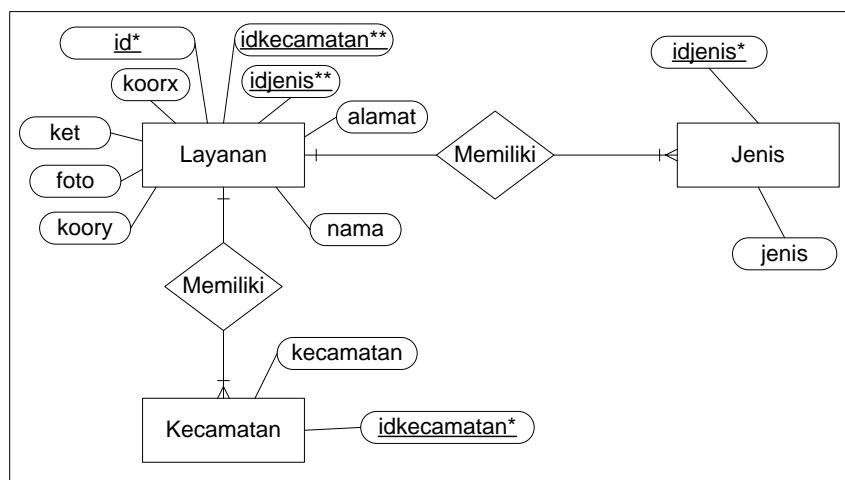 id*
idkecamatan**
idjenis*
koorx
idjenis**
alamat
ket
Layanan
Memiliki
Jenis
foto
koory
nama
jenis
Memiliki
kecamatan
Kecamatan
idkecamatan*